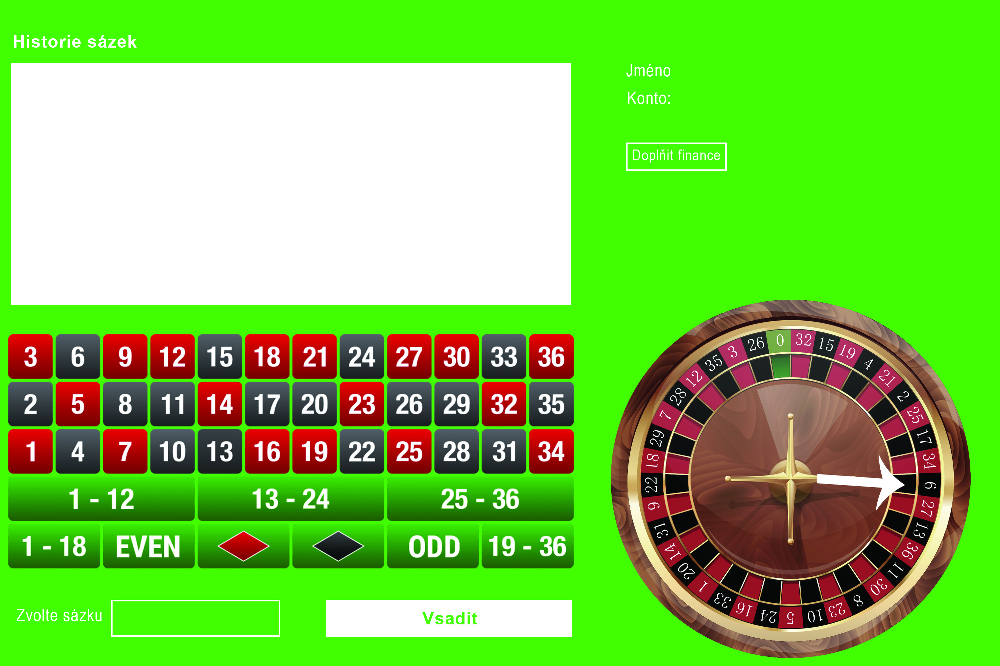 Historie sázek
Jméno
Konto:
Doplňit finance
3 6 9 12 15 18 21 24 27 30 33 36
2 5 8 11 14 17 20 23 26 29 32 35
1 4 7 10 13 16 19 22 25 28 31 34
1 - 12 13 - 24 25 - 36
1 - 18 EVEN ODD 19 - 36
Zvolte sázku
Vsadit
0 32 15 19 4 21 2 25 17 34 6 27 13 36 11 30 8 23 10 5 24 16 33 1 20 14 31 9 22 18 29 7 28 12 35 3 26